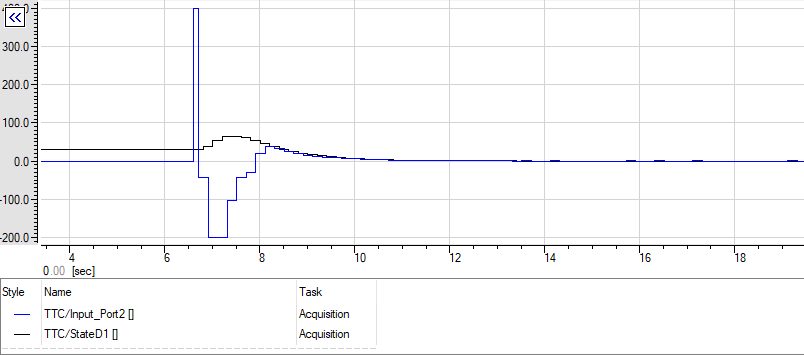 300.0
200.0
100.0
0.0
-100.0
-200.0
4 6 8 10 12 14 16 18
0.00 [sec]
Style Name Task
TTC/Input_Port2 [] Acquisition
TTC/StateD1 [] Acquisition